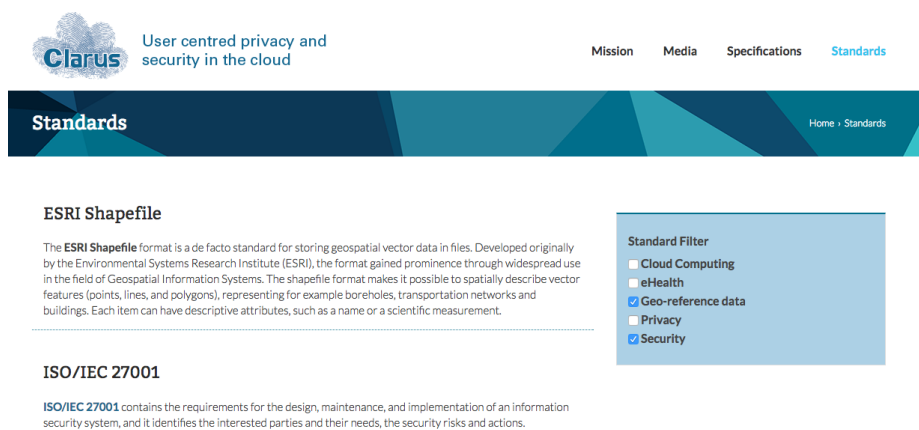 Clarus
User centred privacy and
security in the cloud
Mission Media Specifications Standards
Standards
Home › Standards
ESRI Shapefile
The ESRI Shapefile format is a de facto standard for storing geospatial vector data in files. Developed originally
by the Environmental Systems Research Institute (ESRI), the format gained prominence through widespread use
in the field of Geospatial Information Systems. The shapefile format makes it possible to spatially describe vector
features (points, lines, and polygons), representing for example boreholes, transportation networks and
buildings. Each item can have descriptive attributes, such as a name or a scientific measurement.
ISO/IEC 27001
ISO/IEC 27001 contains the requirements for the design, maintenance, and implementation of an information
security system, and it identifies the interested parties and their needs, the security risks and actions.
Standard Filter
Cloud Computing
eHealth
Geo-reference data
Privacy
Security